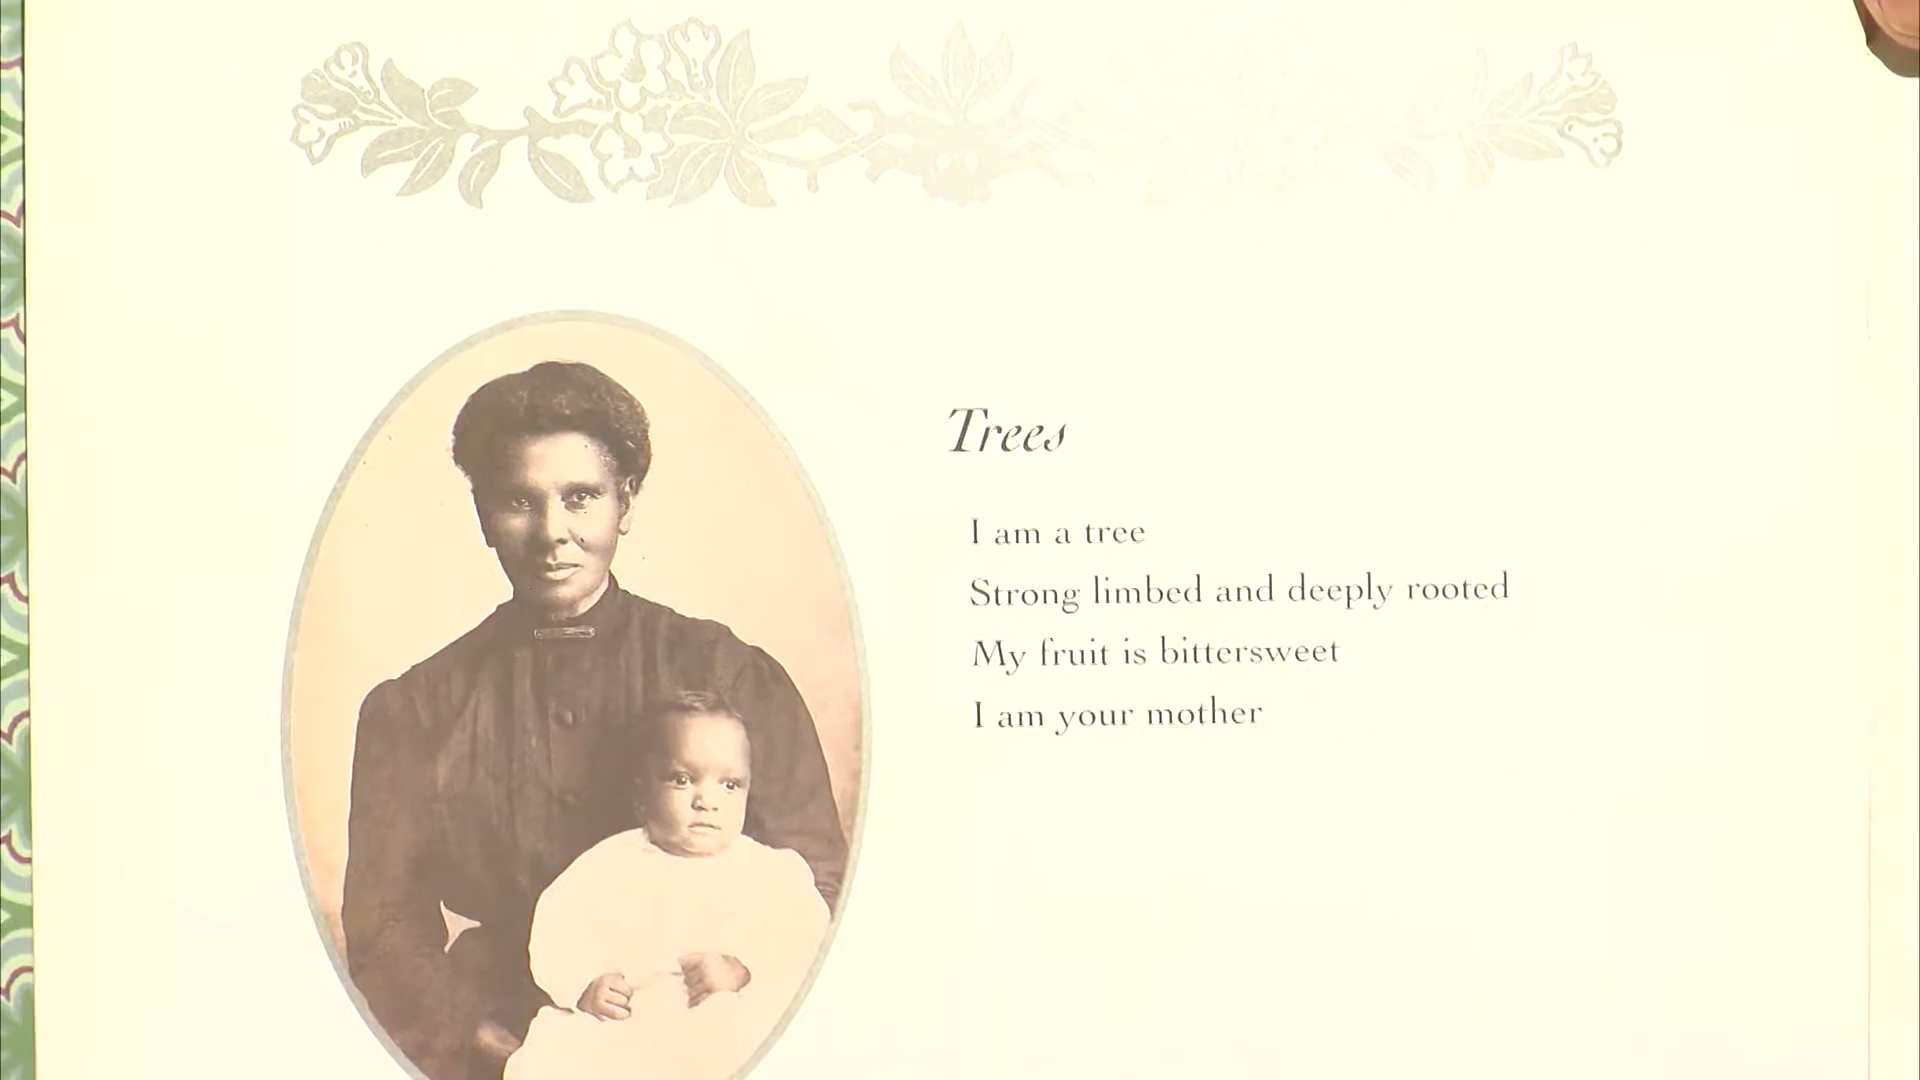 Trees
I am a tree
Strong limbed and deeply rooted
My fruit is bittersweet
I am your mother